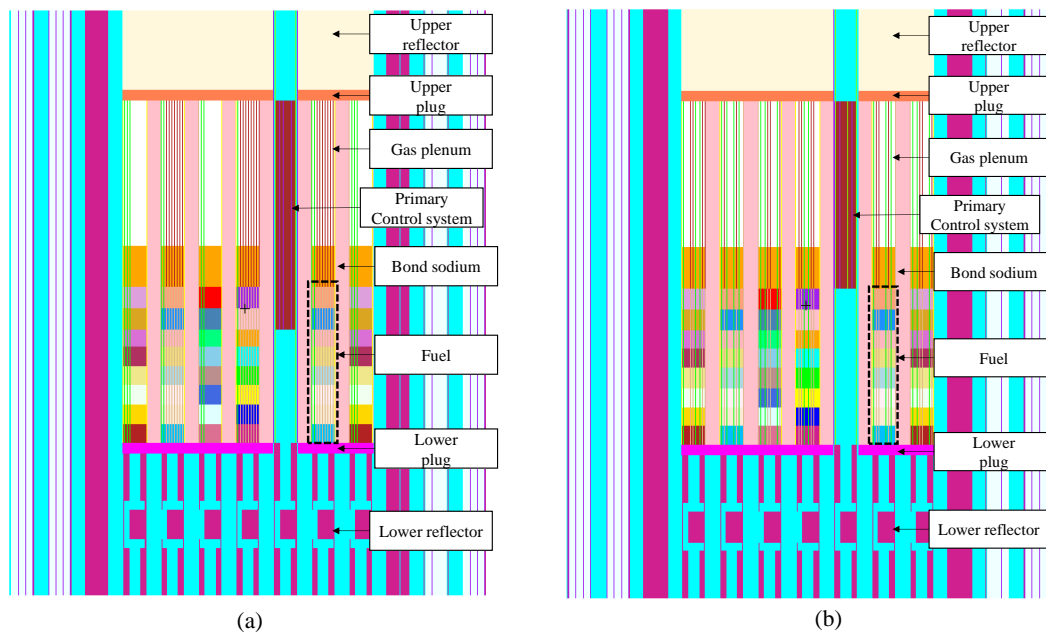 Upper
reflector
Upper
plug
Gas plenum
Primary
Control system
Bond sodium
Fuel
Lower
plug
Lower reflector
(a)
Upper
reflector
Upper
plug
Gas plenum
Primary
Control system
Bond sodium
Fuel
Lower
plug
Lower reflector
(b)